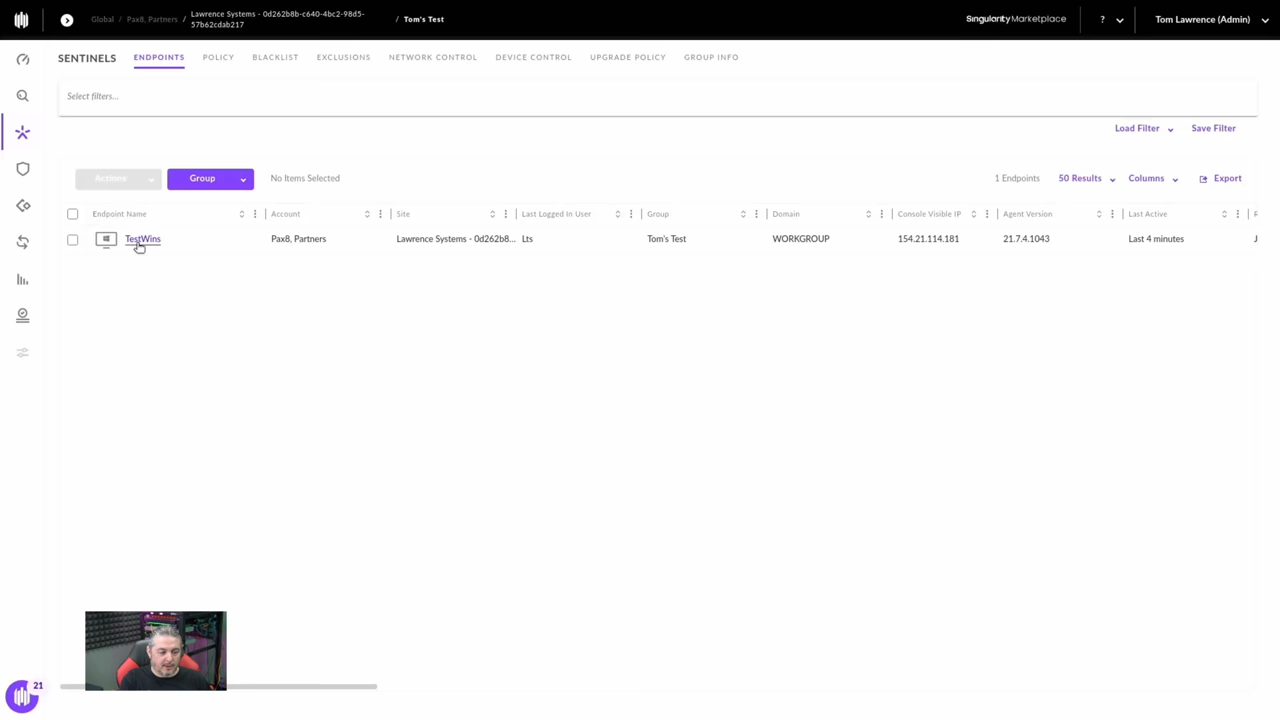 Global / Pax8, Partners / Lawrence Systems - 0d262b8b-c640-4bc2-98d5-
57b62cdab217 / Tom's Test
Singularity Marketplace
?
Tom Lawrence (Admin)
SENTINELS ENDPOINTS POLICY BLACKLIST EXCLUSIONS NETWORK CONTROL DEVICE CONTROL UPGRADE POLICY GROUP INFO
Select filters...
Load Filter Save Filter
Actions Group No Items Selected 1 Endpoints 50 Results Columns Export
Endpoint Name Account Site Last Logged In User Group Domain Console Visible IP Agent Version Last Active R
TestWins Pax8, Partners Lawrence Systems - 0d262b8... Lts Tom's Test WORKGROUP 154.21.114.181 21.7.4.1043 Last 4 minutes J
21